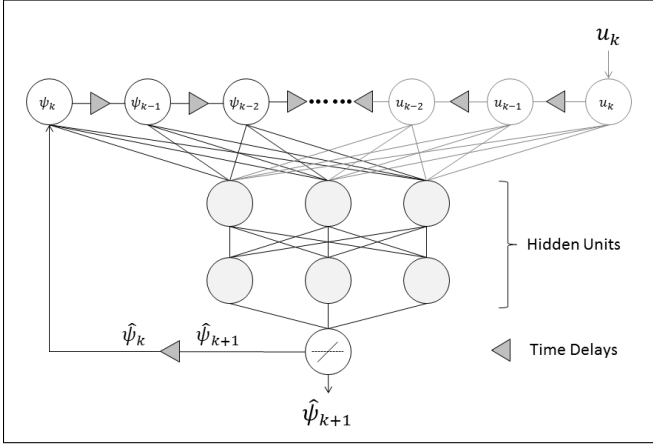 u_k
ψ_k ψ_{k-1} ψ_{k-2} •••••• u_{k-2} u_{k-1} u_k
Hidden Units
ψ̂_k ψ̂_{k+1} Time Delays
ψ̂_{k+1}